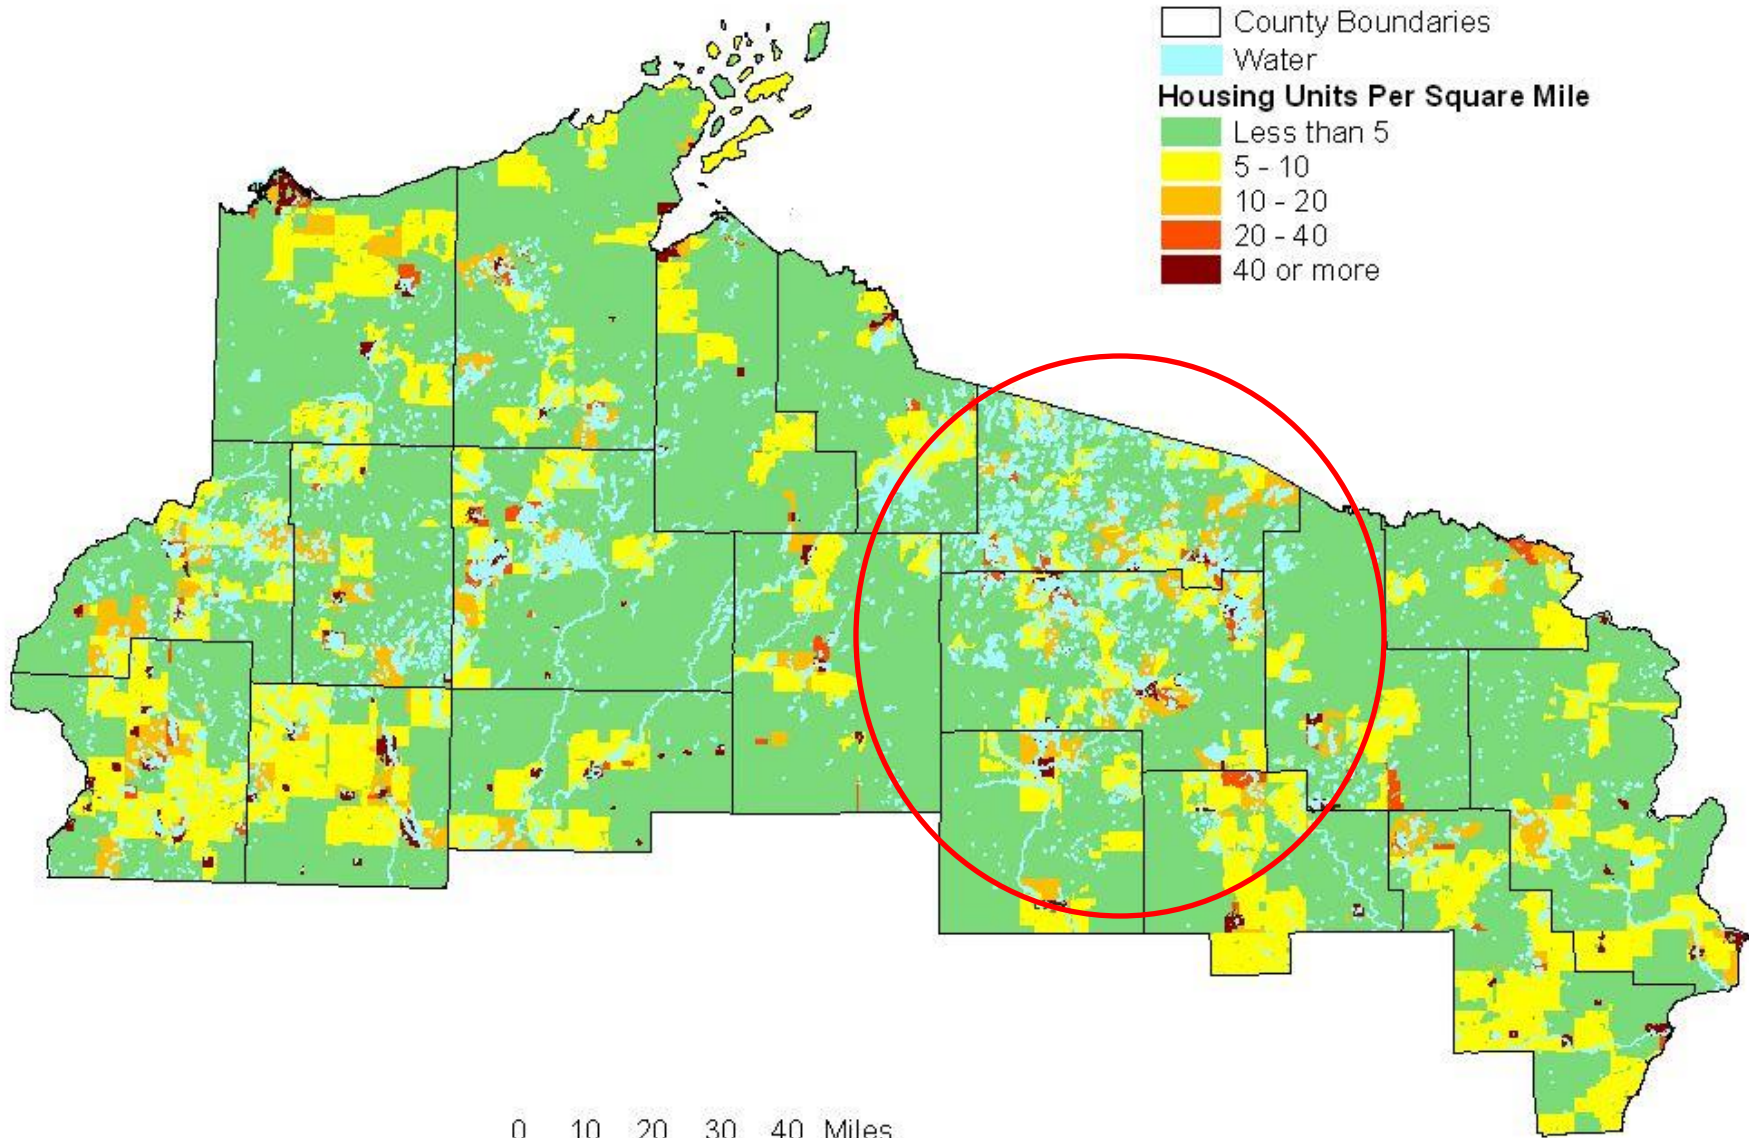 County Boundaries
Water
Housing Units Per Square Mile
Less than 5
5 - 10
10 - 20
20 - 40
40 or more
0 10 20 30 40 Miles